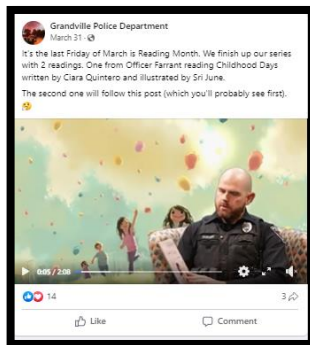 Grandville Police Department
March 31 ·
It's the last Friday of March is Reading Month. We finish up our series
with 2 readings. One from Officer Farrant reading Childhood Days
written by Ciara Quintero and illustrated by Sri June.
The second one will follow this post (which you'll probably see first).
0:05 / 2:08
14
3
Like
Comment